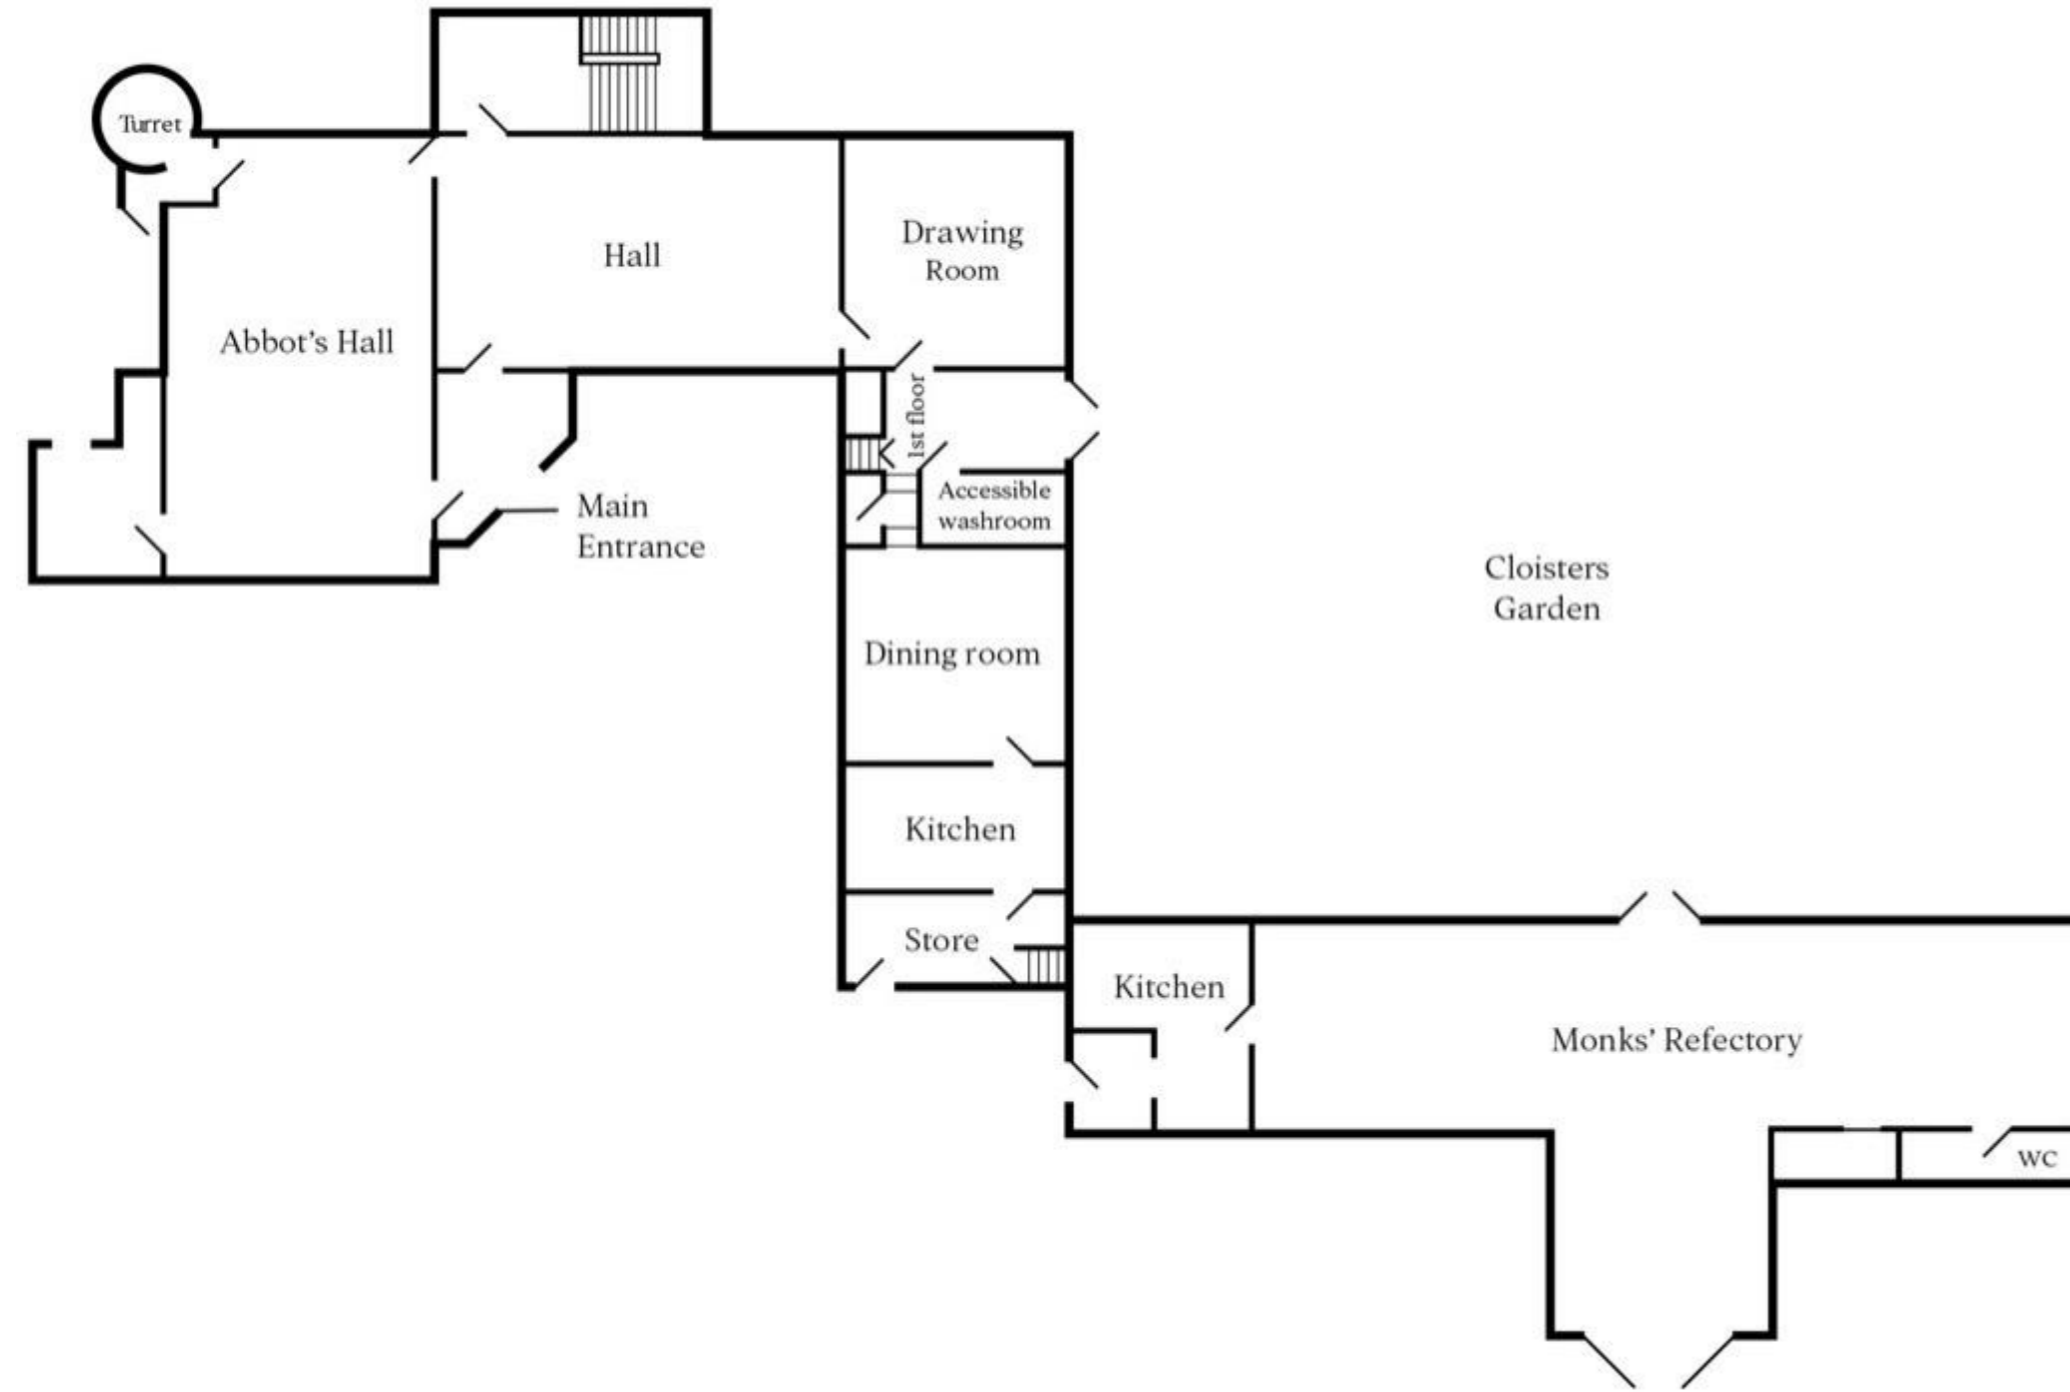 Turret
Hall
Drawing
Room
Abbot's Hall
1st floor
Main
Entrance
Accessible
washroom
Cloisters
Garden
Dining room
Kitchen
Store
Kitchen
Monks' Refectory
wc